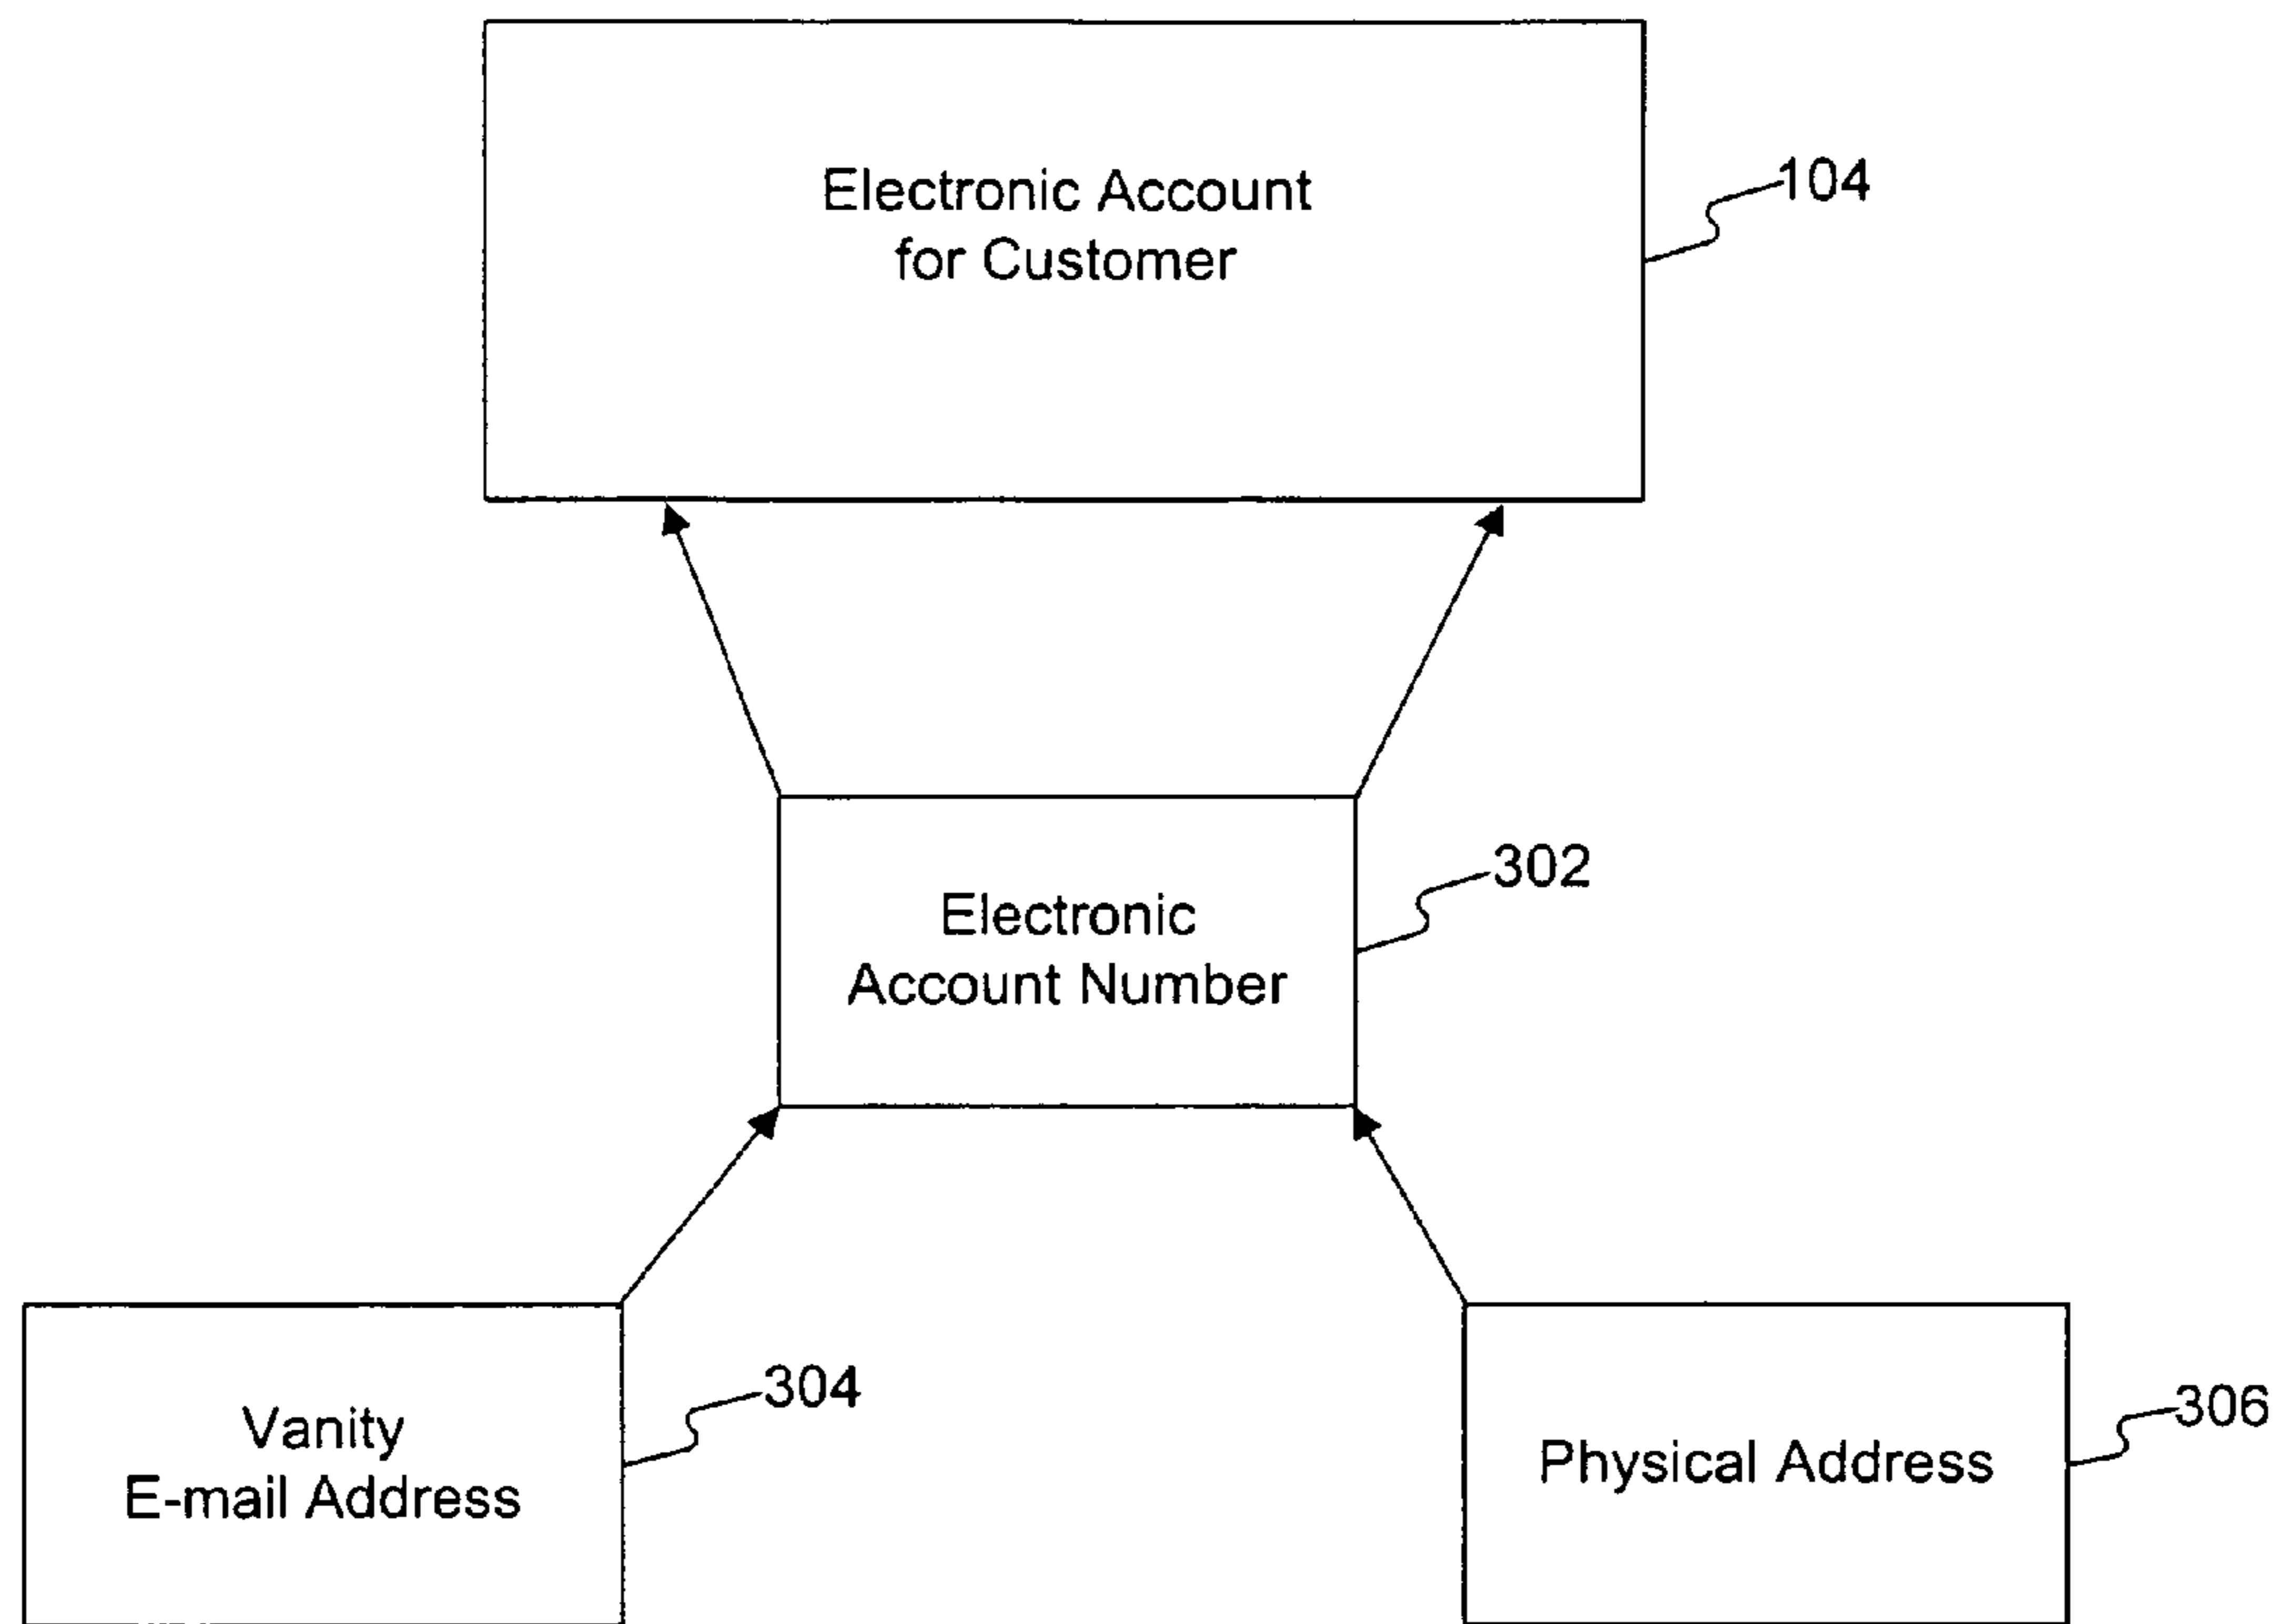 Electronic Account
for Customer
104
Electronic
Account Number
302
Vanity
E-mail Address
304
Physical Address
306